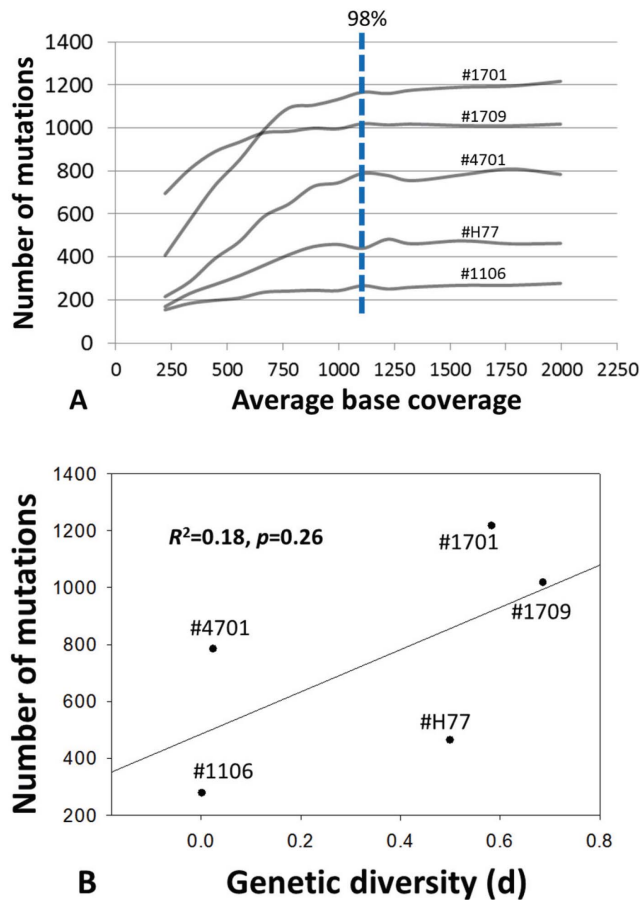 98%
1400
1200
1000
800
600
400
200
0
#1701
#1709
#4701
#H77
#1106
0 250 500 750 1000 1250 1500 1750 2000 2250
Number of mutations
A Average base coverage
1400
1200
1000
800
600
400
200
R²=0.18, p=0.26
#1701
#1709
#4701
#H77
#1106
0.0 0.2 0.4 0.6 0.8
Number of mutations
B Genetic diversity (d)